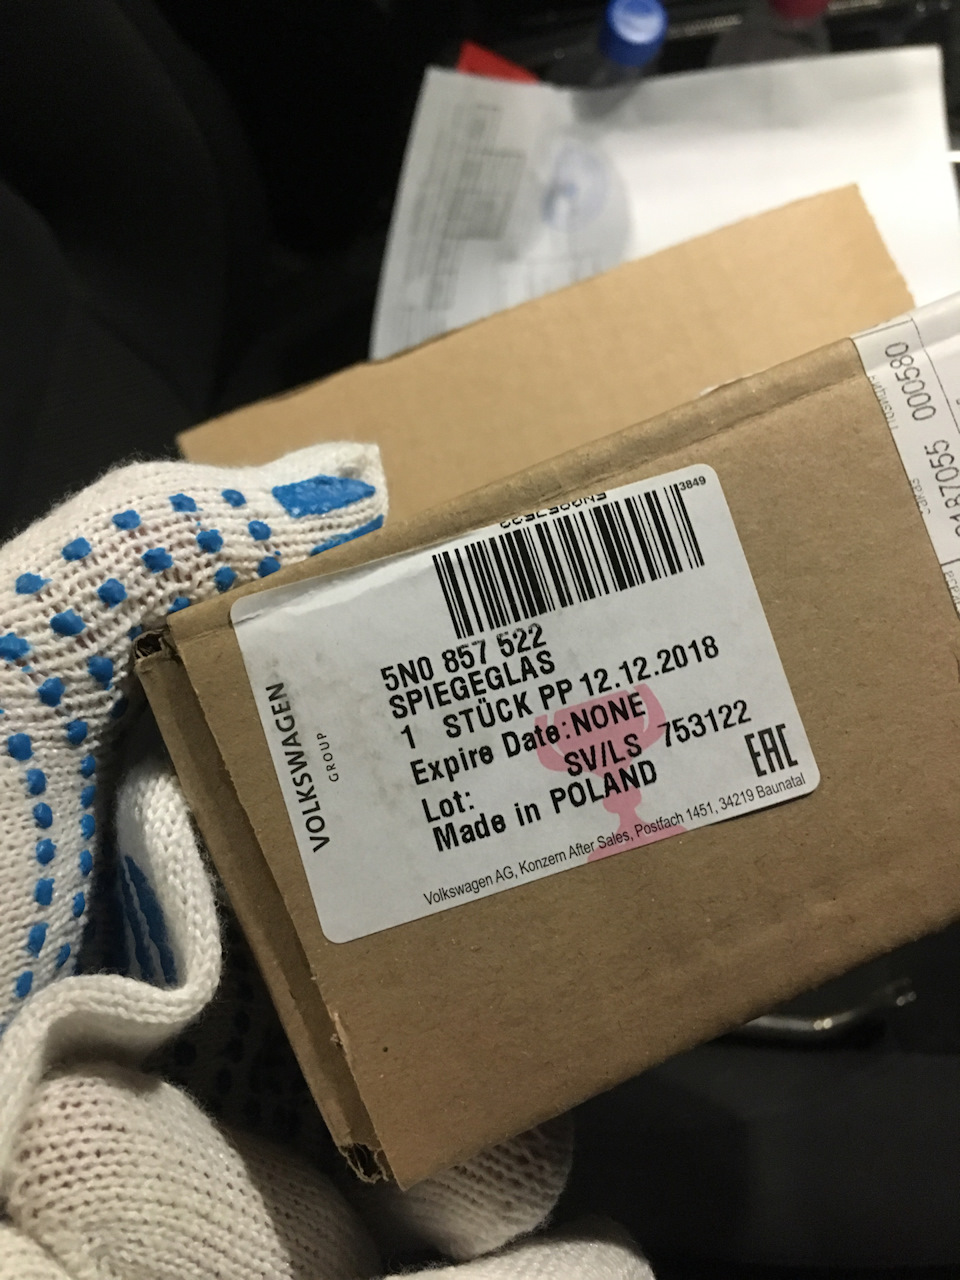 3849
5N0857522
5N0 857 522
SPIEGEGLAS
1 STÜCK PP 12.12.2018
Expire Date: NONE
SV/LS 753122
Lot:
Made in POLAND
EAC
Volkswagen AG, Konzern After Sales, Postfach 1451, 34219 Baunatal
VOLKSWAGEN
GROUP
000580